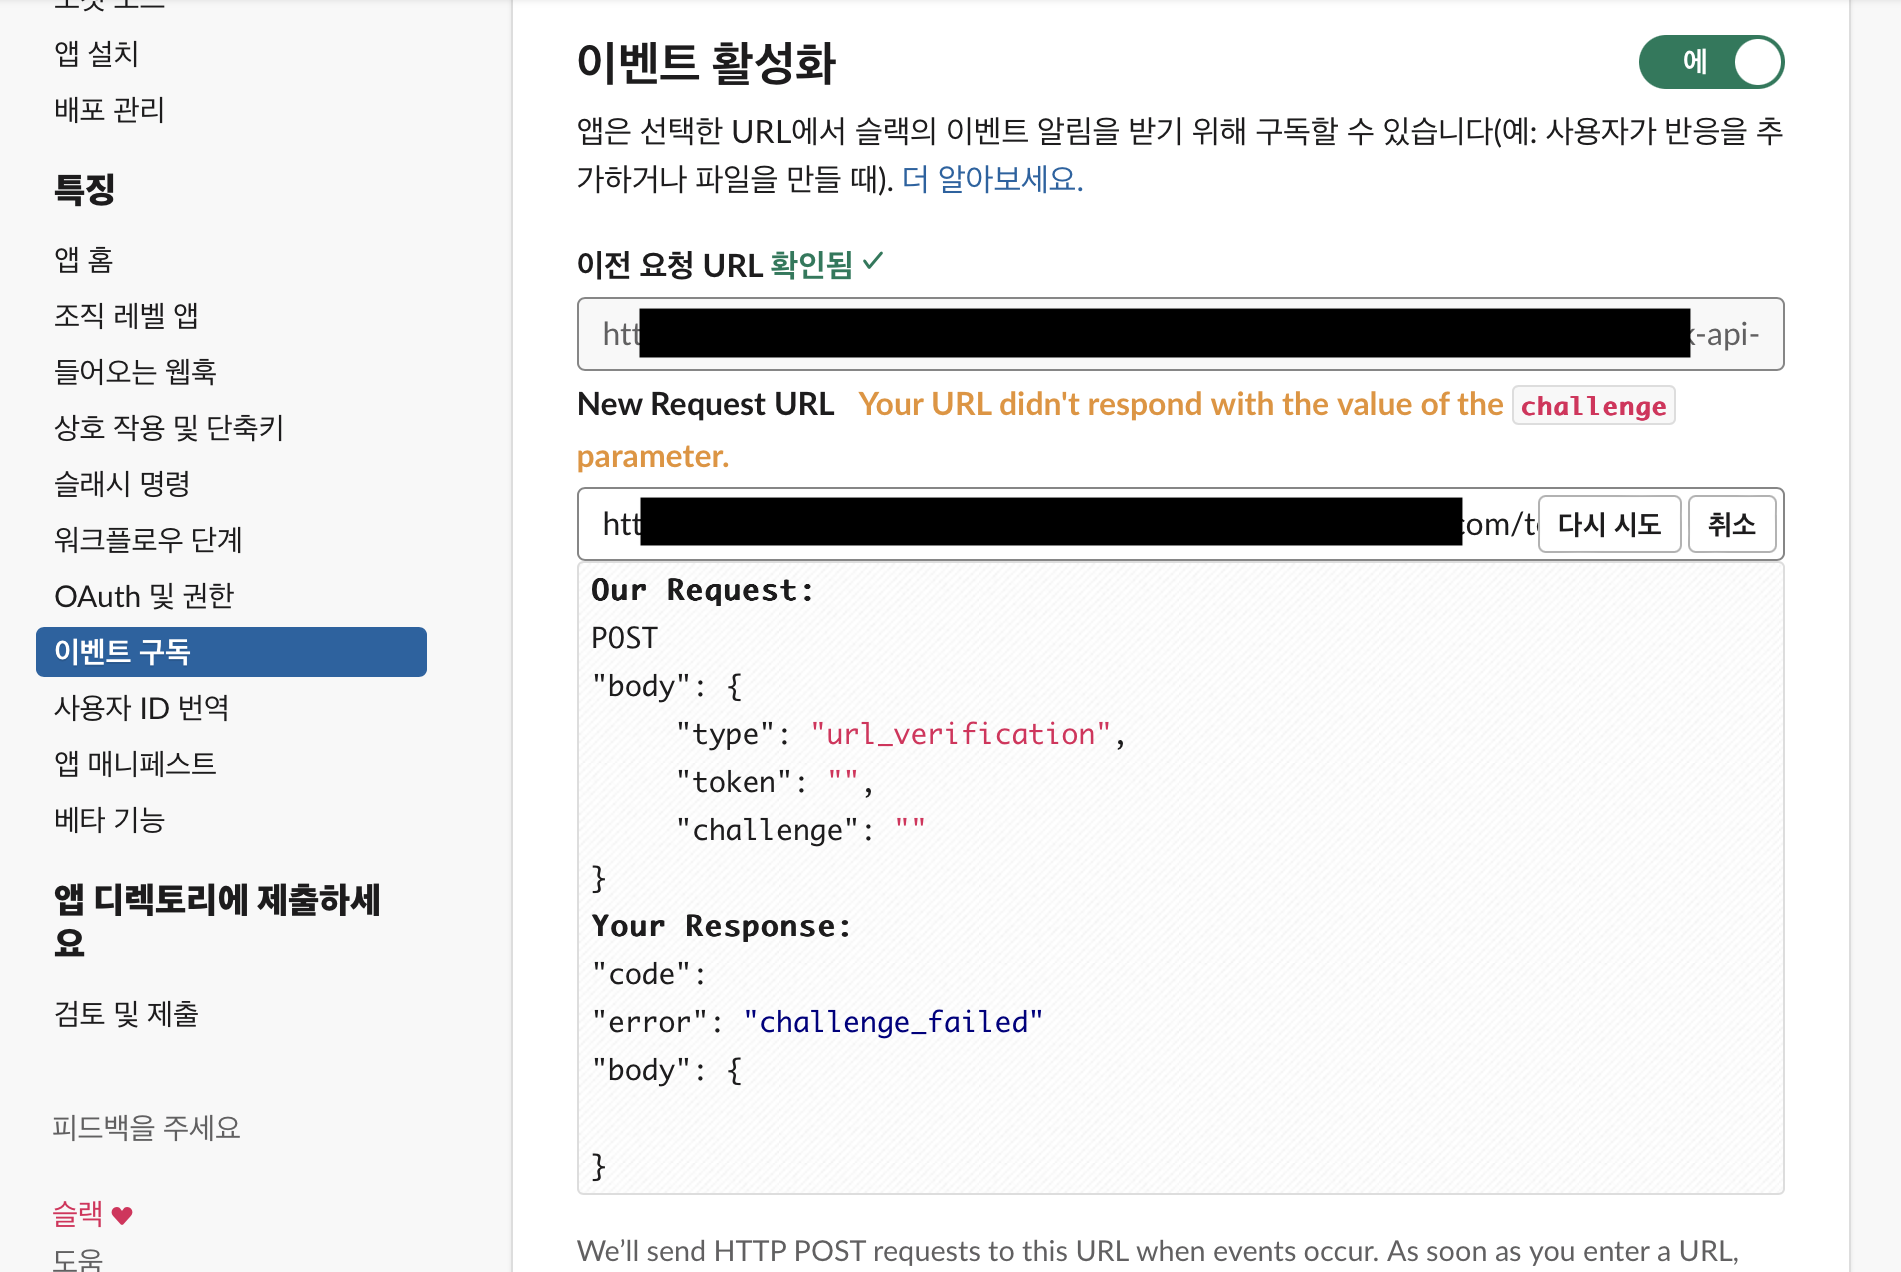 앱 설치
배포 관리
특징
앱 홈
조직 레벨 앱
들어오는 웹훅
상호 작용 및 단축키
슬래시 명령
워크플로우 단계
OAuth 및 권한
이벤트 구독
사용자 ID 번역
앱 매니페스트
베타 기능
앱 디렉토리에 제출하세
요
검토 및 제출
피드백을 주세요
슬랙 ♥
도움
이벤트 활성화
에
앱은 선택한 URL에서 슬랙의 이벤트 알림을 받기 위해 구독할 수 있습니다(예: 사용자가 반응을 추
가하거나 파일을 만들 때). 더 알아보세요.
이전 요청 URL 확인됨 ✓
htt -api-
New Request URL Your URL didn't respond with the value of the challenge
parameter.
htt com/t 다시 시도 취소
Our Request:
POST
"body": {
"type": "url_verification",
"token": "",
"challenge": ""
}
Your Response:
"code":
"error": "challenge_failed"
"body": {
}
We’ll send HTTP POST requests to this URL when events occur. As soon as you enter a URL,